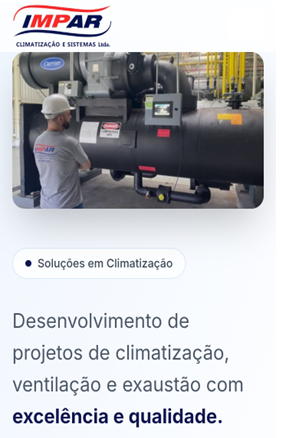 IMPAR
CLIMATIZAÇÃO E SISTEMAS Ltda.
Carrier
IMPAR
DANGER
Soluções em Climatização
Desenvolvimento de
projetos de climatização,
ventilação e exaustão com
excelência e qualidade.